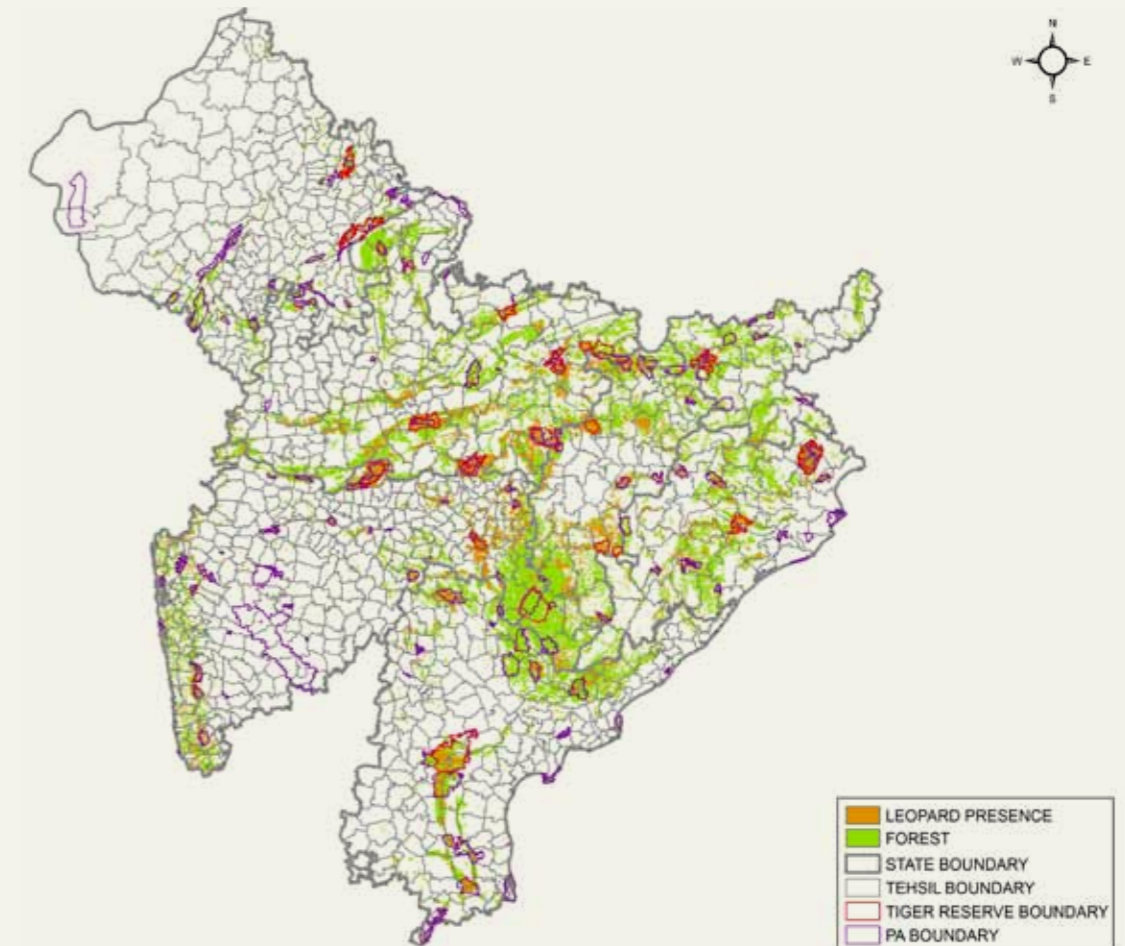 N
W E
S
LEOPARD PRESENCE
FOREST
STATE BOUNDARY
TEHSIL BOUNDARY
TIGER RESERVE BOUNDARY
PA BOUNDARY